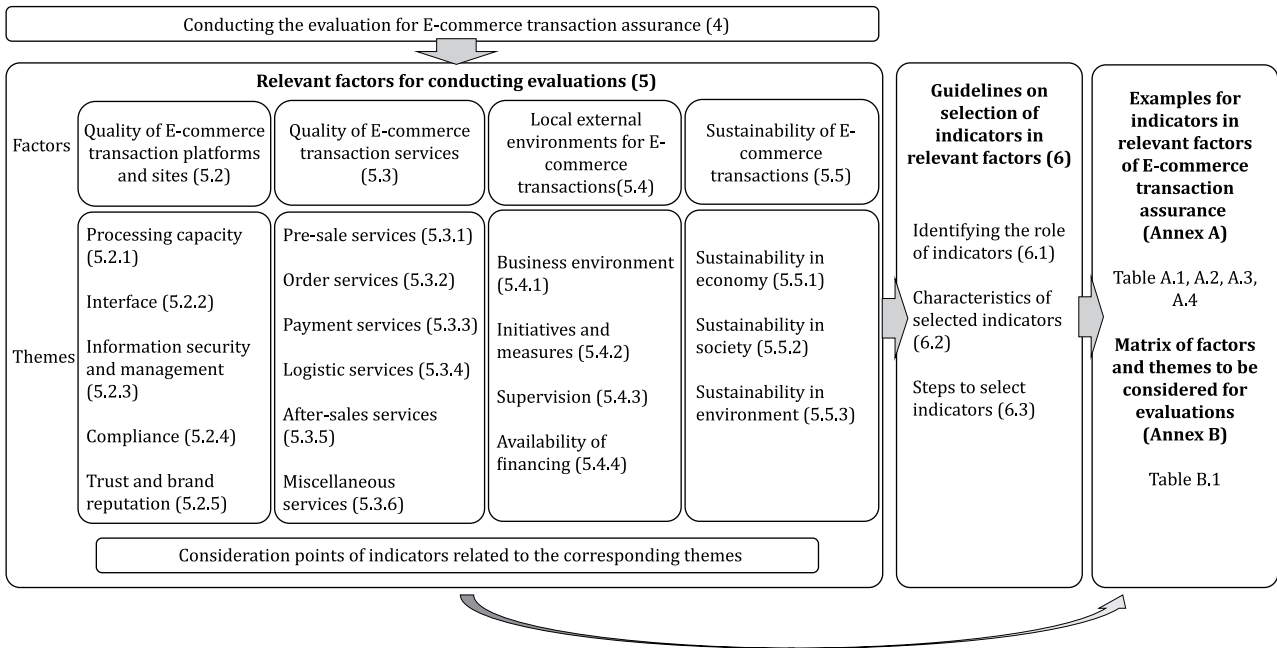 Conducting the evaluation for E-commerce transaction assurance (4)
Relevant factors for conducting evaluations (5)
Factors
Quality of E-commerce
transaction platforms
and sites (5.2)
Quality of E-commerce
transaction services
(5.3)
Local external
environments for E-
commerce
transactions(5.4)
Sustainability of E-
commerce
transactions (5.5)
Themes
Processing capacity
(5.2.1)
Interface (5.2.2)
Information security
and management
(5.2.3)
Compliance (5.2.4)
Trust and brand
reputation (5.2.5)
Pre-sale services (5.3.1)
Order services (5.3.2)
Payment services (5.3.3)
Logistic services (5.3.4)
After-sales services
(5.3.5)
Miscellaneous
services (5.3.6)
Business environment
(5.4.1)
Initiatives and
measures (5.4.2)
Supervision (5.4.3)
Availability of
financing (5.4.4)
Sustainability in
economy (5.5.1)
Sustainability in
society (5.5.2)
Sustainability in
environment (5.5.3)
Consideration points of indicators related to the corresponding themes
Guidelines on
selection of
indicators in
relevant factors (6)
Identifying the role
of indicators (6.1)
Characteristics of
selected indicators
(6.2)
Steps to select
indicators (6.3)
Examples for
indicators in
relevant factors
of E-commerce
transaction
assurance
(Annex A)
Table A.1, A.2, A.3,
A.4
Matrix of factors
and themes to be
considered for
evaluations
(Annex B)
Table B.1